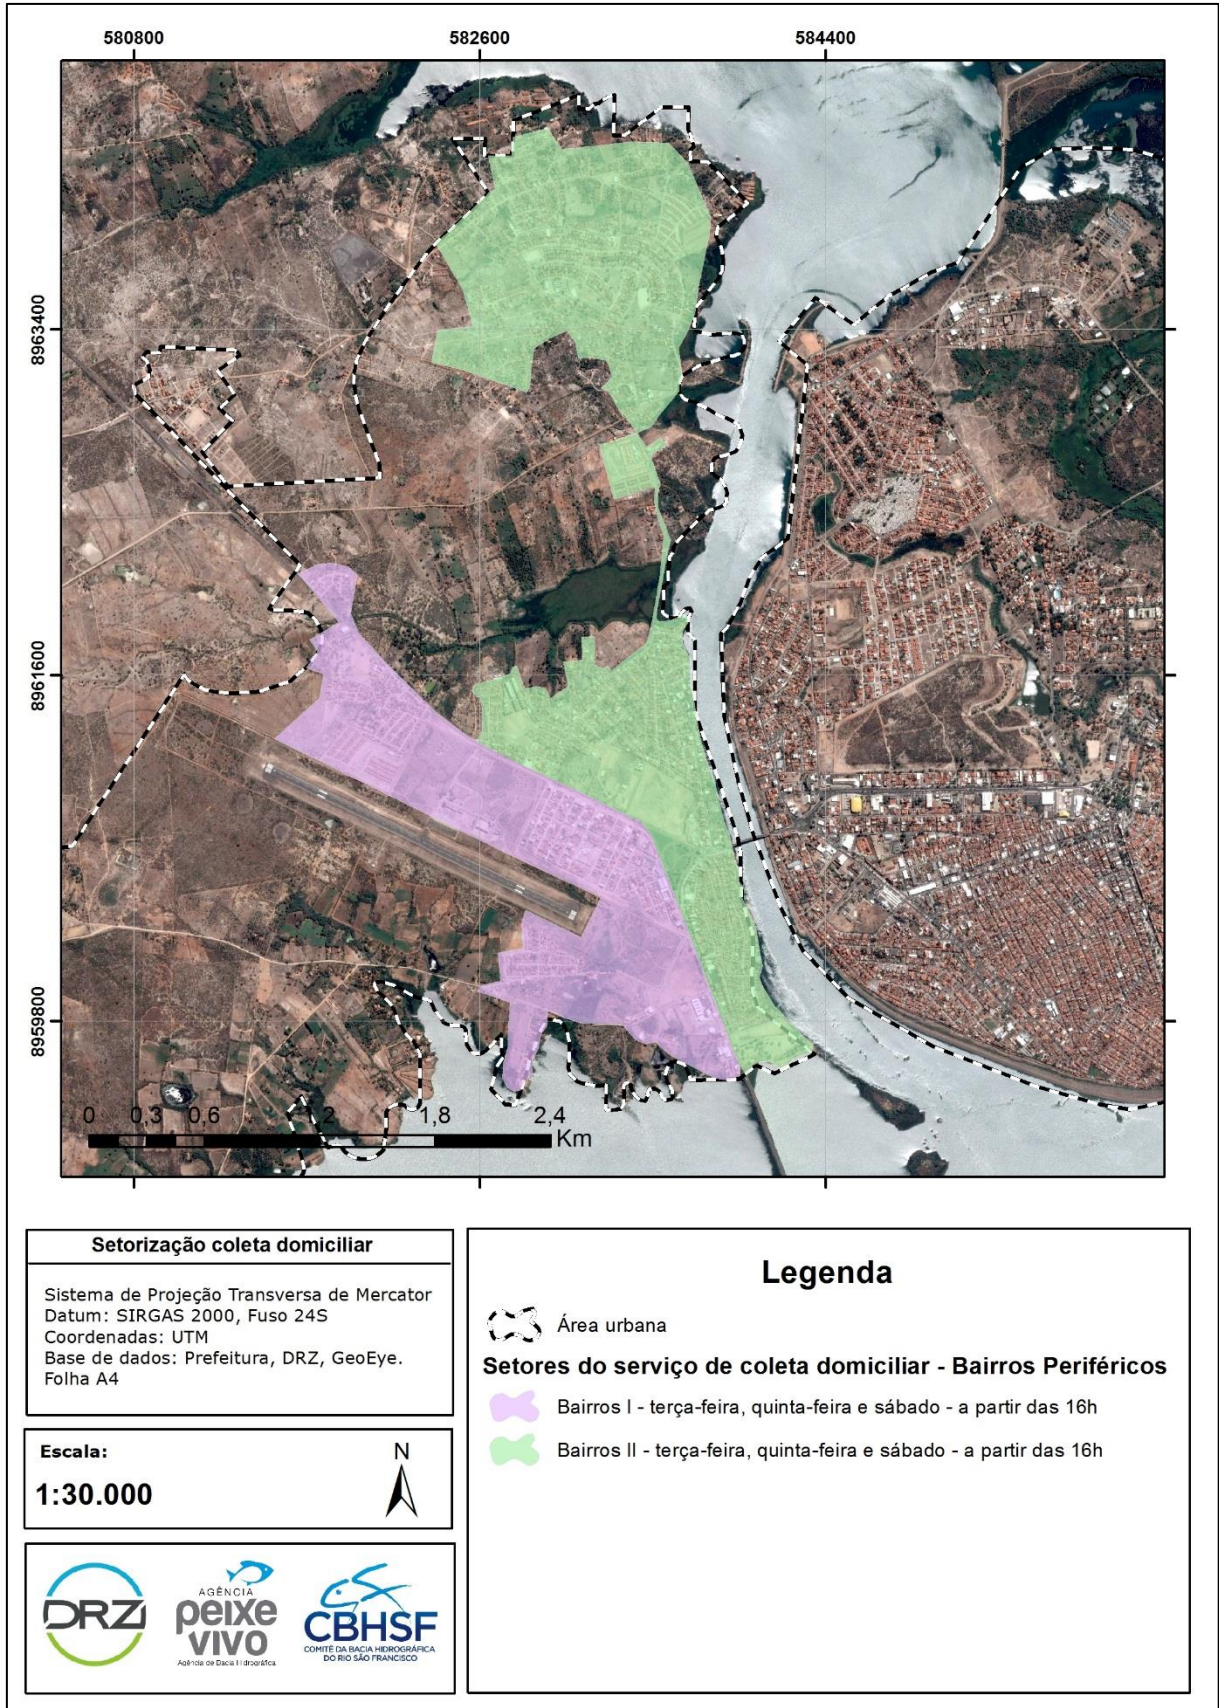 580800 582600 584400
8963400
8961600
8959800
0 0,3 0,6 1,2 1,8 2,4
Km
Setorização coleta domiciliar
Sistema de Projeção Transversa de Mercator
Datum: SIRGAS 2000, Fuso 24S
Coordenadas: UTM
Base de dados: Prefeitura, DRZ, GeoEye.
Folha A4
Escala:
1:30.000
N
DRZ
AGÊNCIA
peixe
vivo
Agência de Bacia Hidrográfica
CBHSF
COMITÊ DA BACIA HIDROGRÁFICA
DO RIO SÃO FRANCISCO
Legenda
Área urbana
Setores do serviço de coleta domiciliar - Bairros Periféricos
Bairros I - terça-feira, quinta-feira e sábado - a partir das 16h
Bairros II - terça-feira, quinta-feira e sábado - a partir das 16h